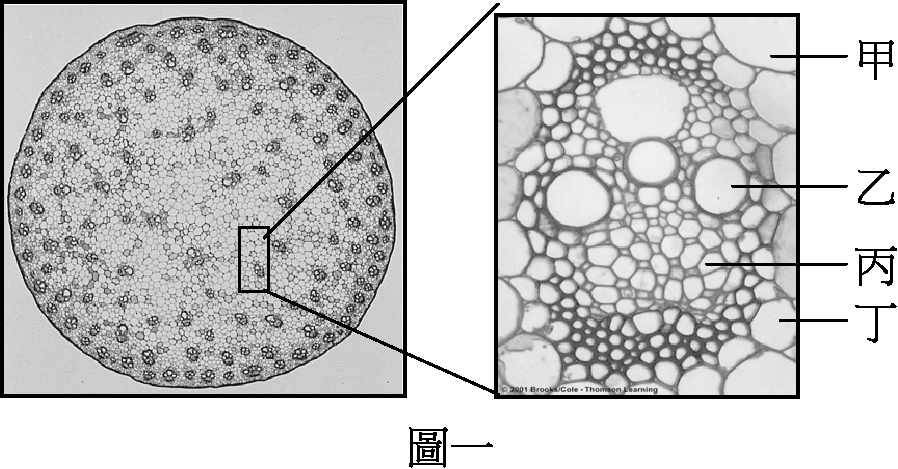 甲
乙
丙
丁
© 2001 Brooks/Cole - Thomson Learning
圖一